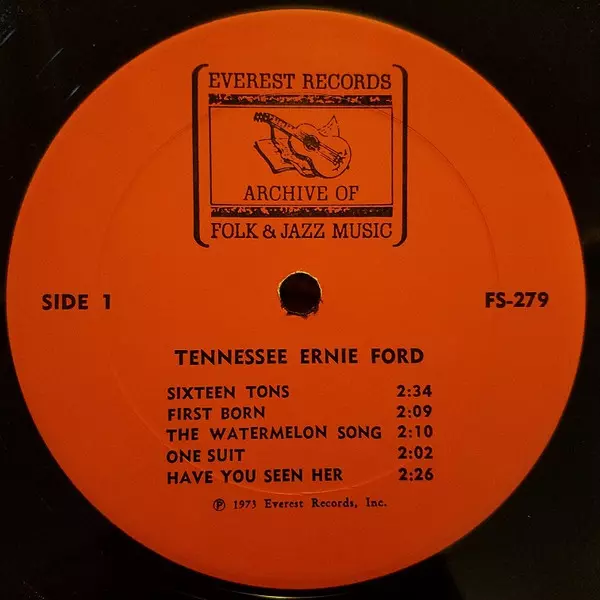 EVEREST RECORDS
ARCHIVE OF
FOLK & JAZZ MUSIC
SIDE 1
FS-279
TENNESSEE ERNIE FORD
SIXTEEN TONS 2:34
FIRST BORN 2:09
THE WATERMELON SONG 2:10
ONE SUIT 2:02
HAVE YOU SEEN HER 2:26
℗ 1973 Everest Records, Inc.